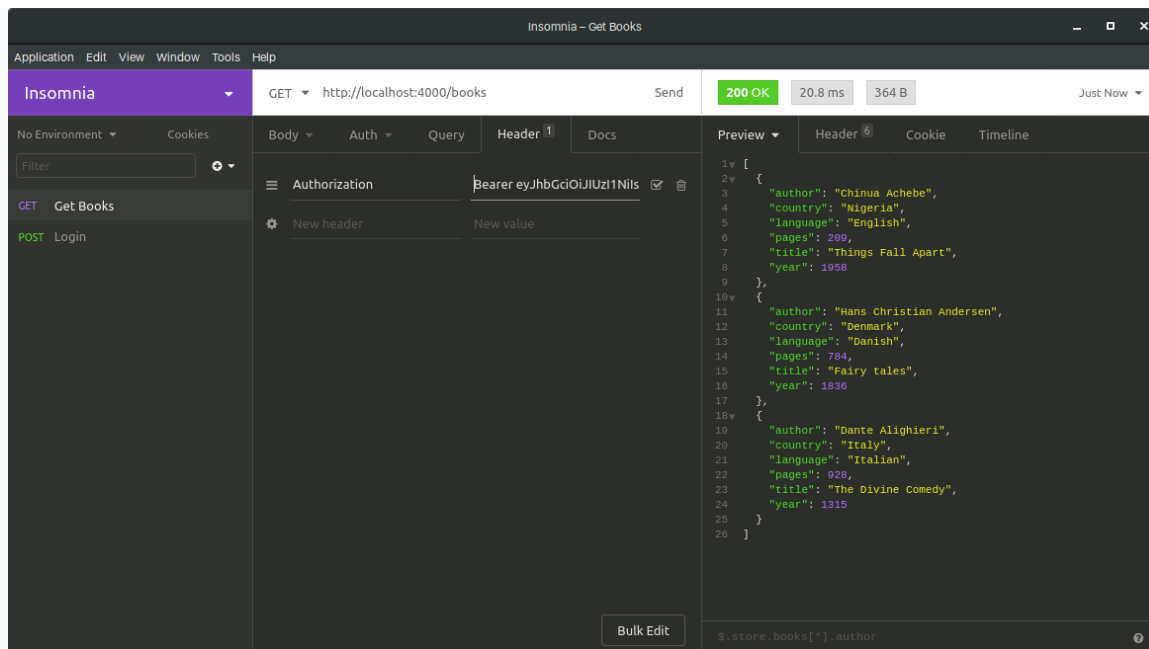 Insomnia – Get Books
Application Edit View Window Tools Help
Insomnia
GET http://localhost:4000/books Send
200 OK 20.8 ms 364 B Just Now
No Environment Cookies
Body Auth Query Header 1 Docs
Preview Header 6 Cookie Timeline
Filter
GET Get Books
POST Login
Authorization Bearer eyJhbGciOiJIUzI1NiIs
New header New value
Bulk Edit
1 [
2 {
3 "author": "Chinua Achebe",
4 "country": "Nigeria",
5 "language": "English",
6 "pages": 209,
7 "title": "Things Fall Apart",
8 "year": 1958
9 },
10 {
11 "author": "Hans Christian Andersen",
12 "country": "Denmark",
13 "language": "Danish",
14 "pages": 784,
15 "title": "Fairy tales",
16 "year": 1836
17 },
18 {
19 "author": "Dante Alighieri",
20 "country": "Italy",
21 "language": "Italian",
22 "pages": 928,
23 "title": "The Divine Comedy",
24 "year": 1315
25 }
26 ]
$.store.books[*].author